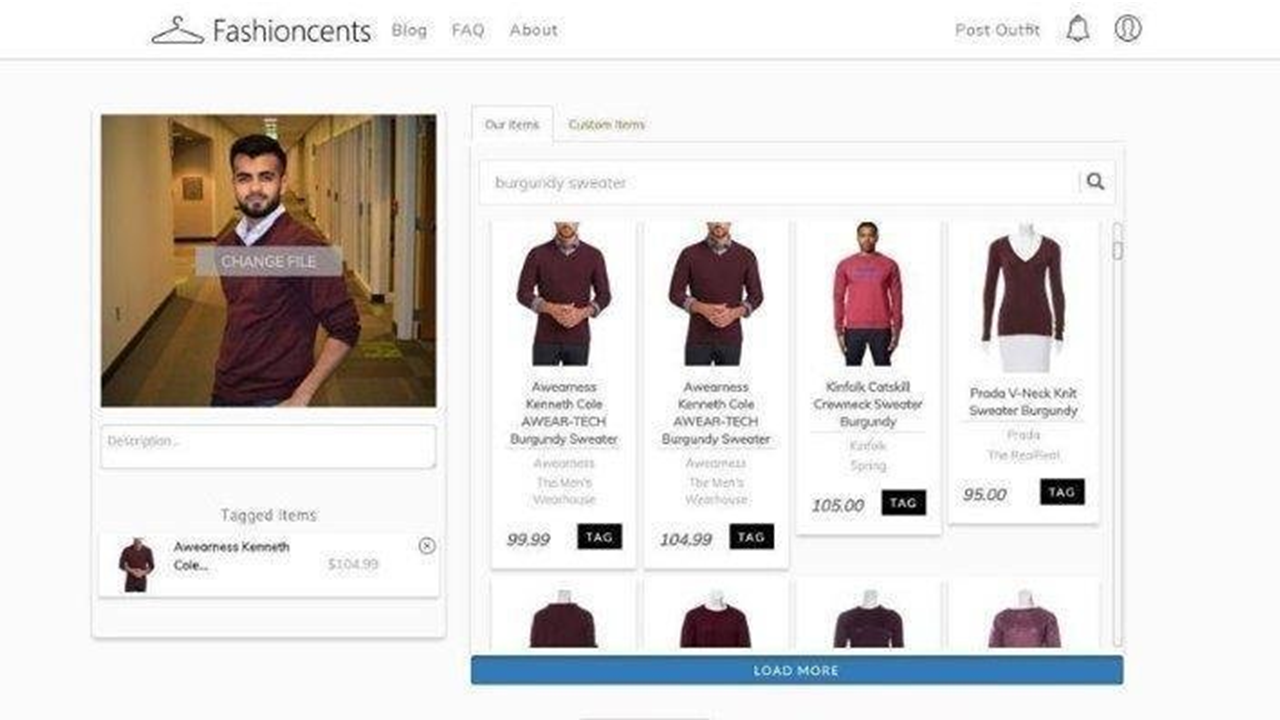 Fashioncents
Blog
FAQ
About
Post Outfit
CHANGE FILE
Description...
Tagged Items
Awearness Kenneth
Cole...
$104.99
Our Items
Custom Items
burgundy sweater
Awearness
Kenneth Cole
AWEAR-TECH
Burgundy Sweater
Awearness
The Men's
Wearhouse
99.99
TAG
Awearness
Kenneth Cole
AWEAR-TECH
Burgundy Sweater
Awearness
The Men's
Wearhouse
104.99
TAG
Kinfolk Catskill
Crewneck Sweater
Burgundy
Kinfolk
Spring
105.00
TAG
Prada V-Neck Knit
Sweater Burgundy
Prada
The RealReal
95.00
TAG
LOAD MORE